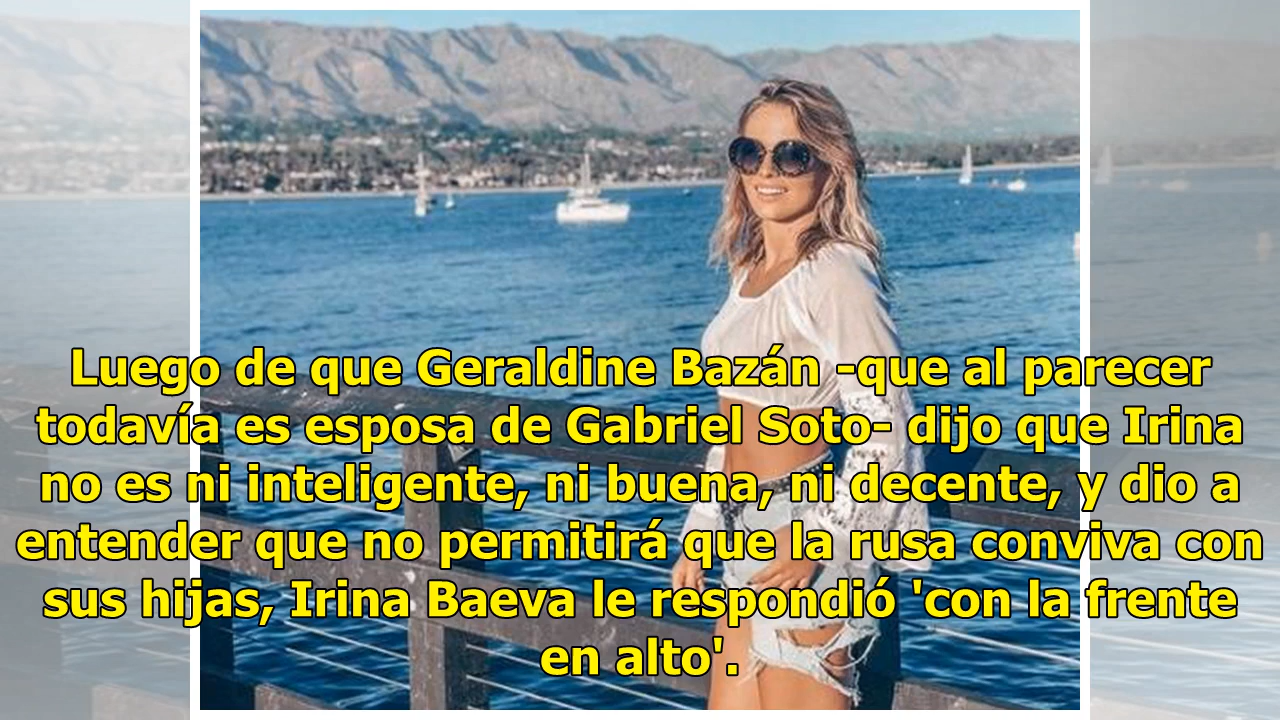 Luego de que Geraldine Bazán -que al parecer
todavía es esposa de Gabriel Soto- dijo que Irina
no es ni inteligente, ni buena, ni decente, y dio a
entender que no permitirá que la rusa conviva con
sus hijas, Irina Baeva le respondió 'con la frente
en alto'.